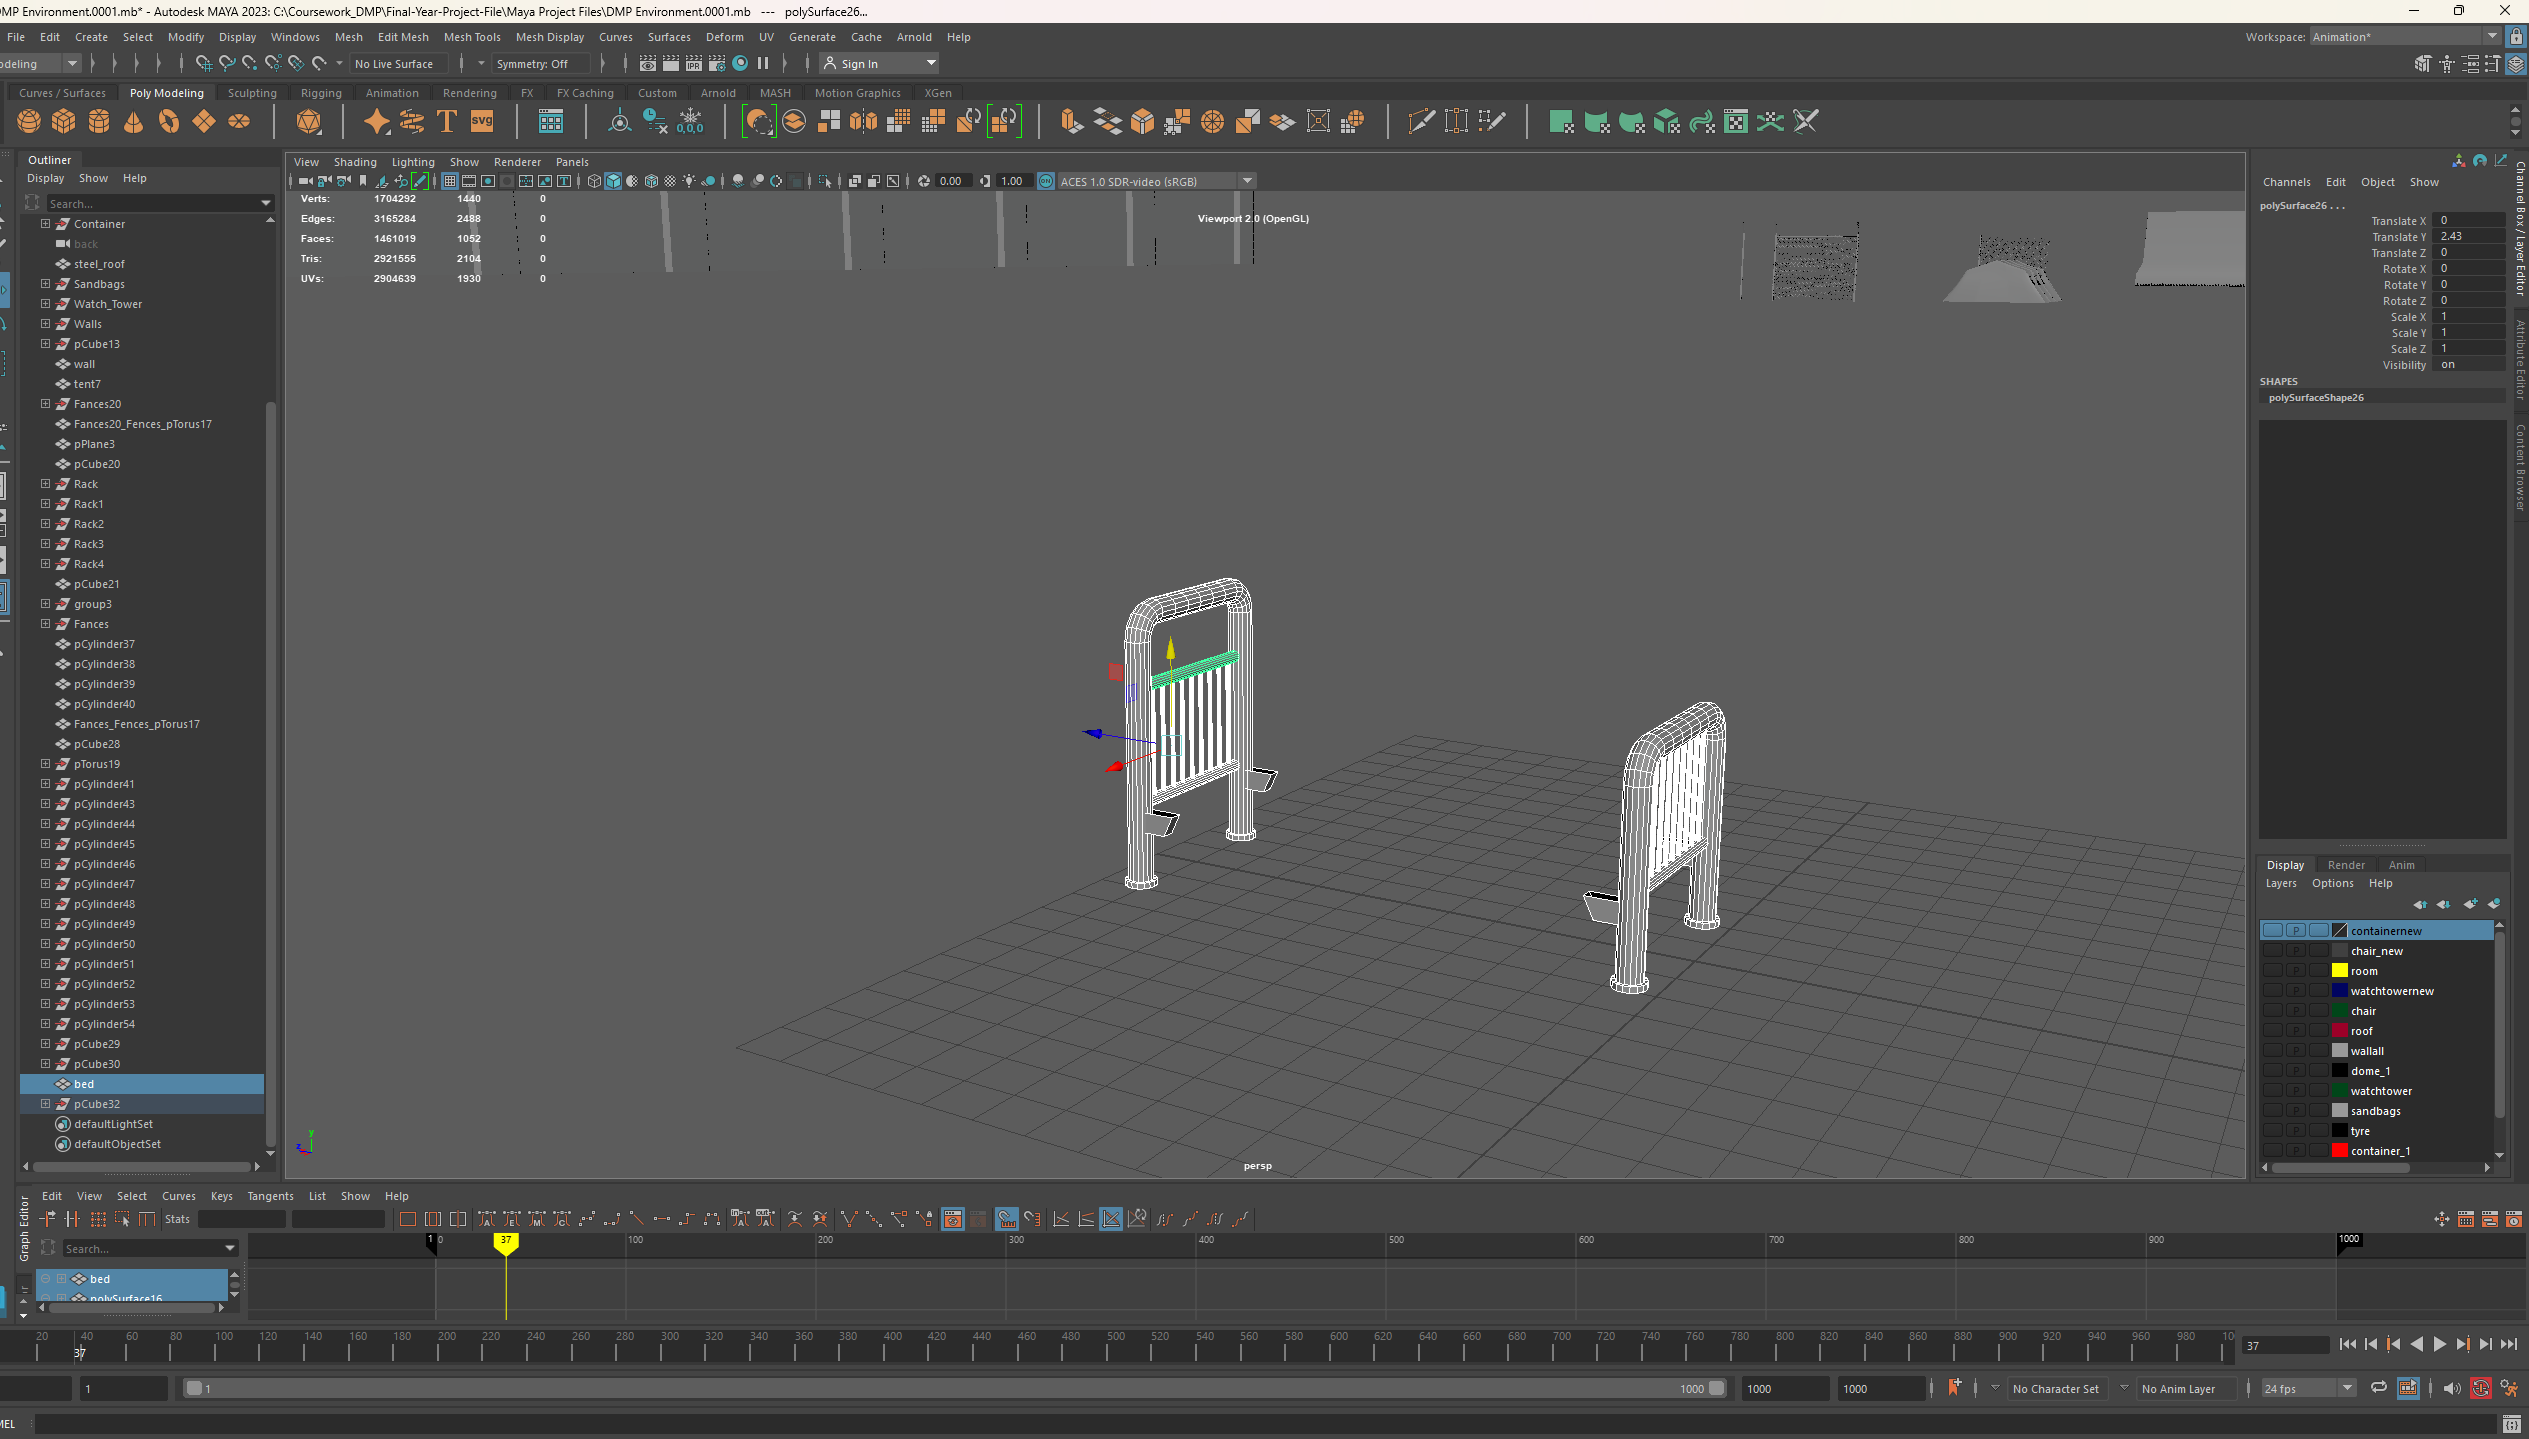 DMP Environment.0001.mb* - Autodesk MAYA 2023: C:\Coursework_DMP\Final-Year-Project-File\Maya Project Files\DMP Environment.0001.mb --- polySurface26...
File Edit Create Select Modify Display Windows Mesh Edit Mesh Mesh Tools Mesh Display Curves Surfaces Deform UV Generate Cache Arnold Help
Workspace: Animation*
odeling No Live Surface Symmetry: Off Sign In
Curves / Surfaces Poly Modeling Sculpting Rigging Animation Rendering FX FX Caching Custom Arnold MASH Motion Graphics XGen
T SVG 0,0,0
Outliner
Display Show Help
Search...
Container
back
steel_roof
Sandbags
Watch_Tower
Walls
pCube13
wall
tent7
Fances20
Fances20_Fences_pTorus17
pPlane3
pCube20
Rack
Rack1
Rack2
Rack3
Rack4
pCube21
group3
Fances
pCylinder37
pCylinder38
pCylinder39
pCylinder40
Fances_Fences_pTorus17
pCube28
pTorus19
pCylinder41
pCylinder43
pCylinder44
pCylinder45
pCylinder46
pCylinder47
pCylinder48
pCylinder49
pCylinder50
pCylinder51
pCylinder52
pCylinder53
pCylinder54
pCube29
pCube30
bed
pCube32
defaultLightSet
defaultObjectSet
View Shading Lighting Show Renderer Panels
0.00 1.00 ON ACES 1.0 SDR-video (sRGB)
Verts: 1704292 1440 0
Edges: 3165284 2488 0
Faces: 1461019 1052 0
Tris: 2921555 2104 0
UVs: 2904639 1930 0
Viewport 2.0 (OpenGL)
y
z
persp
Channels Edit Object Show
polySurface26 . . .
Translate X 0
Translate Y 2.43
Translate Z 0
Rotate X 0
Rotate Y 0
Rotate Z 0
Scale X 1
Scale Y 1
Scale Z 1
Visibility on
SHAPES
polySurfaceShape26
Channel Box / Layer Editor
Attribute Editor
Content Browser
Display Render Anim
Layers Options Help
P containernew
P chair_new
P room
P watchtowernew
P chair
P roof
P wallall
P dome_1
P watchtower
P sandbags
P tyre
P container_1
Graph Editor
Edit View Select Curves Keys Tangents List Show Help
Stats
Search...
bed
polySurface16
1 0 37 100 200 300 400 500 600 700 800 900 1000
20 40 60 80 100 120 140 160 180 200 220 240 260 280 300 320 340 360 380 400 420 440 460 480 500 520 540 560 580 600 620 640 660 680 700 720 740 760 780 800 820 840 860 880 900 920 940 960 980 10
37
37
1 1 1000 1000 1000 No Character Set No Anim Layer 24 fps
MEL